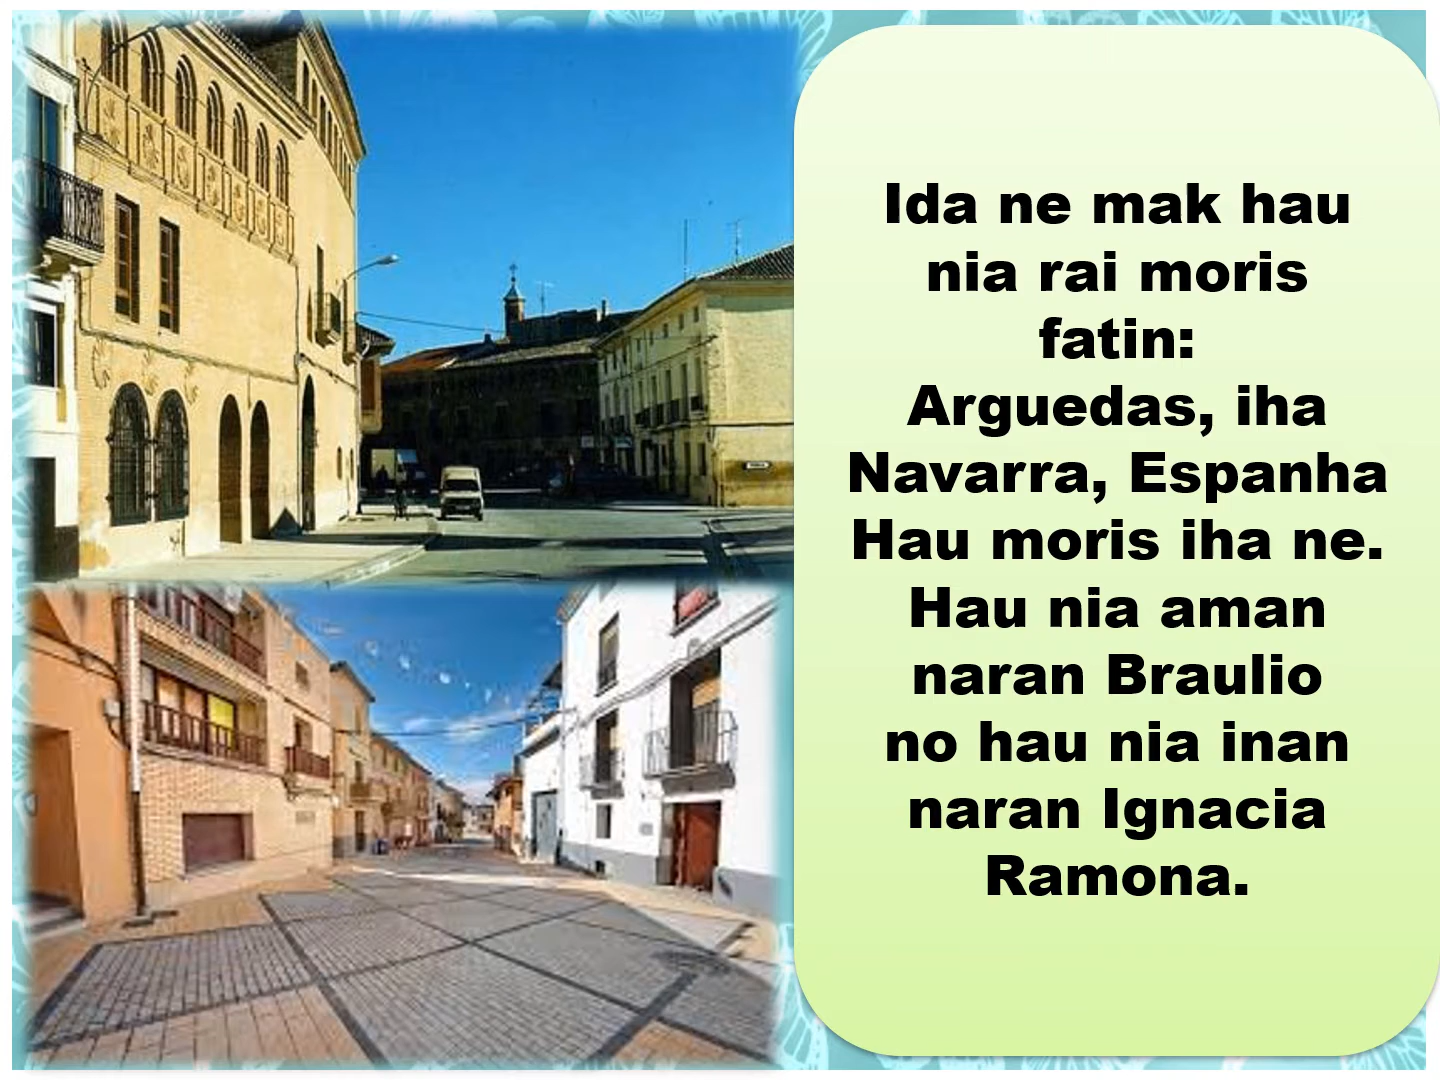 Ida ne mak hau
nia rai moris
fatin:
Arguedas, iha
Navarra, Espanha
Hau moris iha ne.
Hau nia aman
naran Braulio
no hau nia inan
naran Ignacia
Ramona.